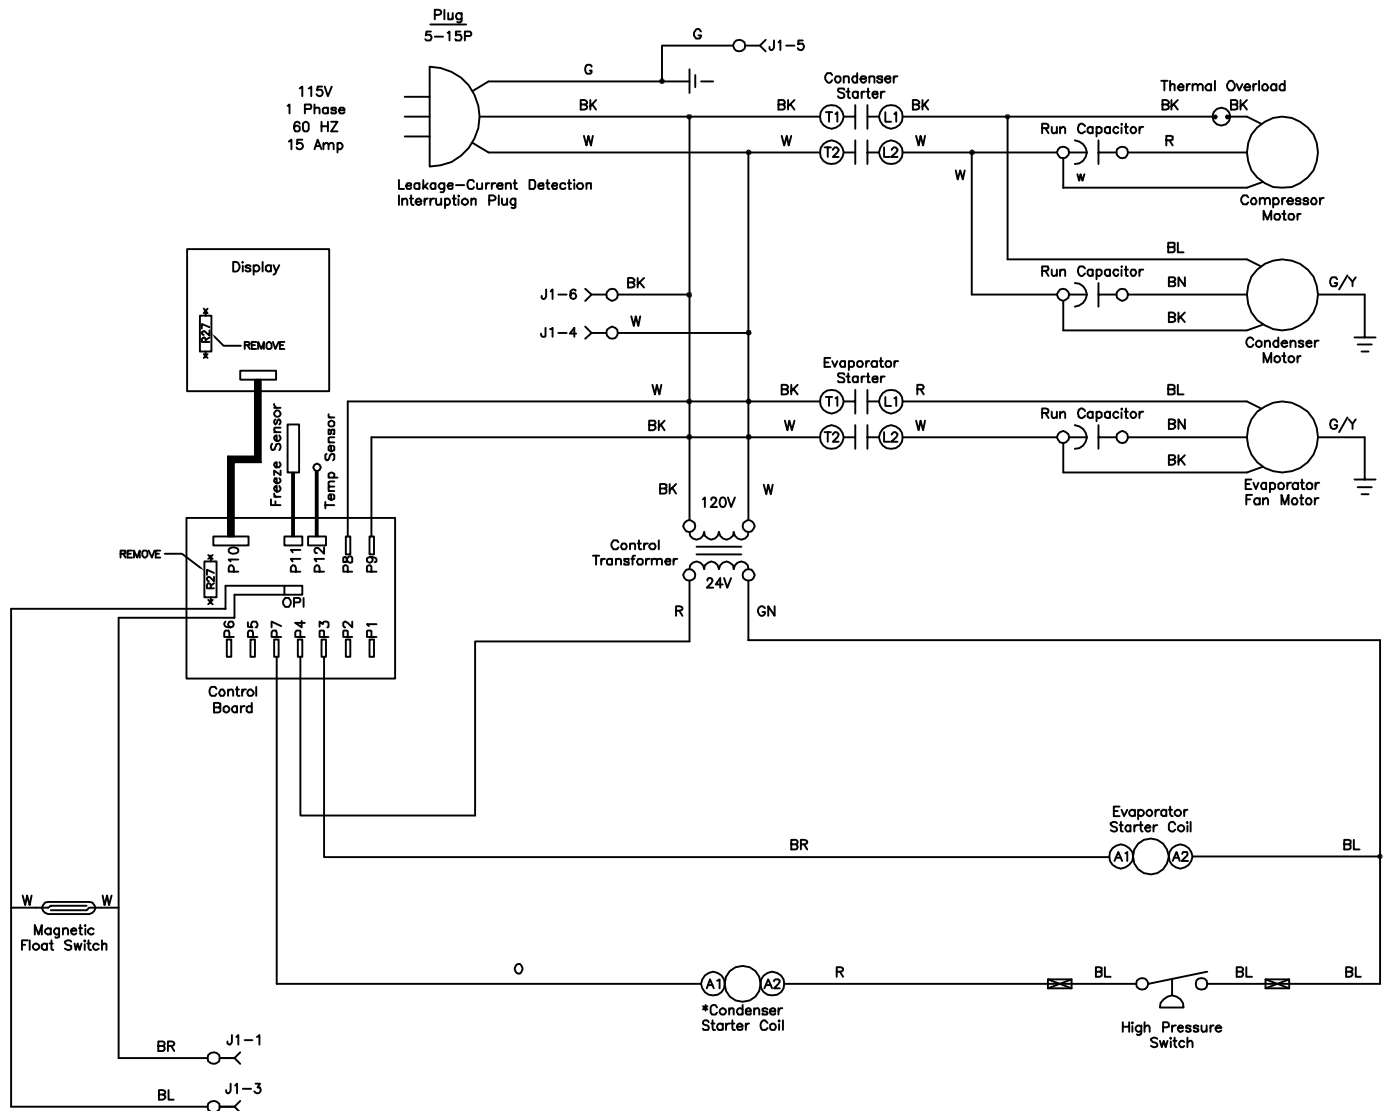 Plug
5-15P
G
J1-5
G
115V
1 Phase
60 HZ
15 Amp
BK
BK
Condenser
Starter
T1
L1
BK
Thermal Overload
BK
BK
W
W
T2
L2
W
Run Capacitor
R
W
w
Leakage-Current Detection
Interruption Plug
Compressor
Motor
Display
R27
REMOVE
J1-6
BK
J1-4
W
BL
Run Capacitor
BN
G/Y
BK
Condenser
Motor
Evaporator
Starter
W
BK
T1
L1
R
BL
BK
W
T2
L2
W
Run Capacitor
BN
G/Y
BK
Evaporator
Fan Motor
Freeze Sensor
Temp Sensor
BK
W
120V
Control
Transformer
24V
R
GN
REMOVE
P10
P11
P12
P8
P9
R27
OPI
P6
P5
P7
P4
P3
P2
P1
Control
Board
Evaporator
Starter Coil
BR
A1
A2
BL
W
W
Magnetic
Float Switch
O
A1
A2
R
BL
BL
BL
*Condenser
Starter Coil
High Pressure
Switch
BR
J1-1
BL
J1-3